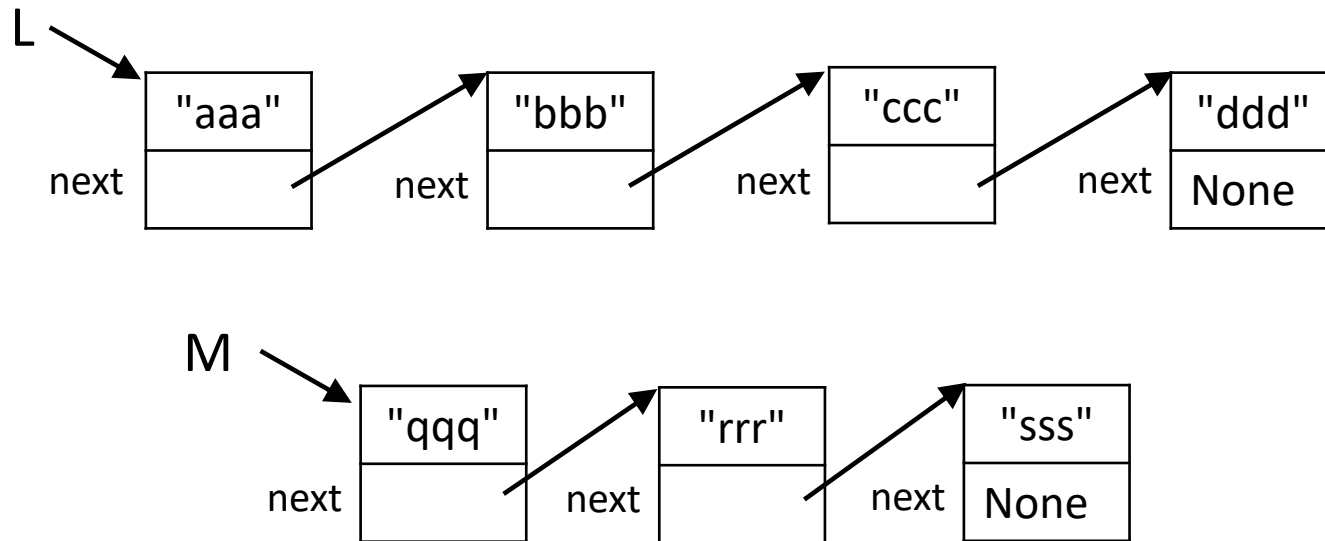 L
"aaa" "bbb" "ccc" "ddd"
next next next next None
M
"qqq" "rrr" "sss"
next next next None